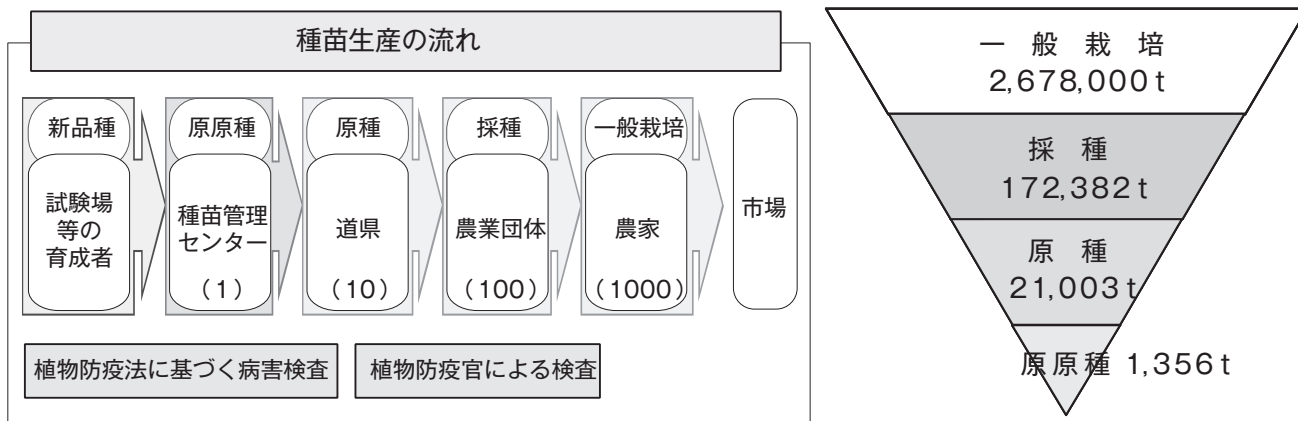 種苗生産の流れ
新品種
試験場
等の
育成者
原原種
種苗管理
センター
（1）
原種
道県
（10）
採種
農業団体
（100）
一般栽培
農家
（1000）
市場
植物防疫法に基づく病害検査
植物防疫官による検査
一般栽培
2,678,000t
採種
172,382t
原種
21,003t
原原種 1,356t